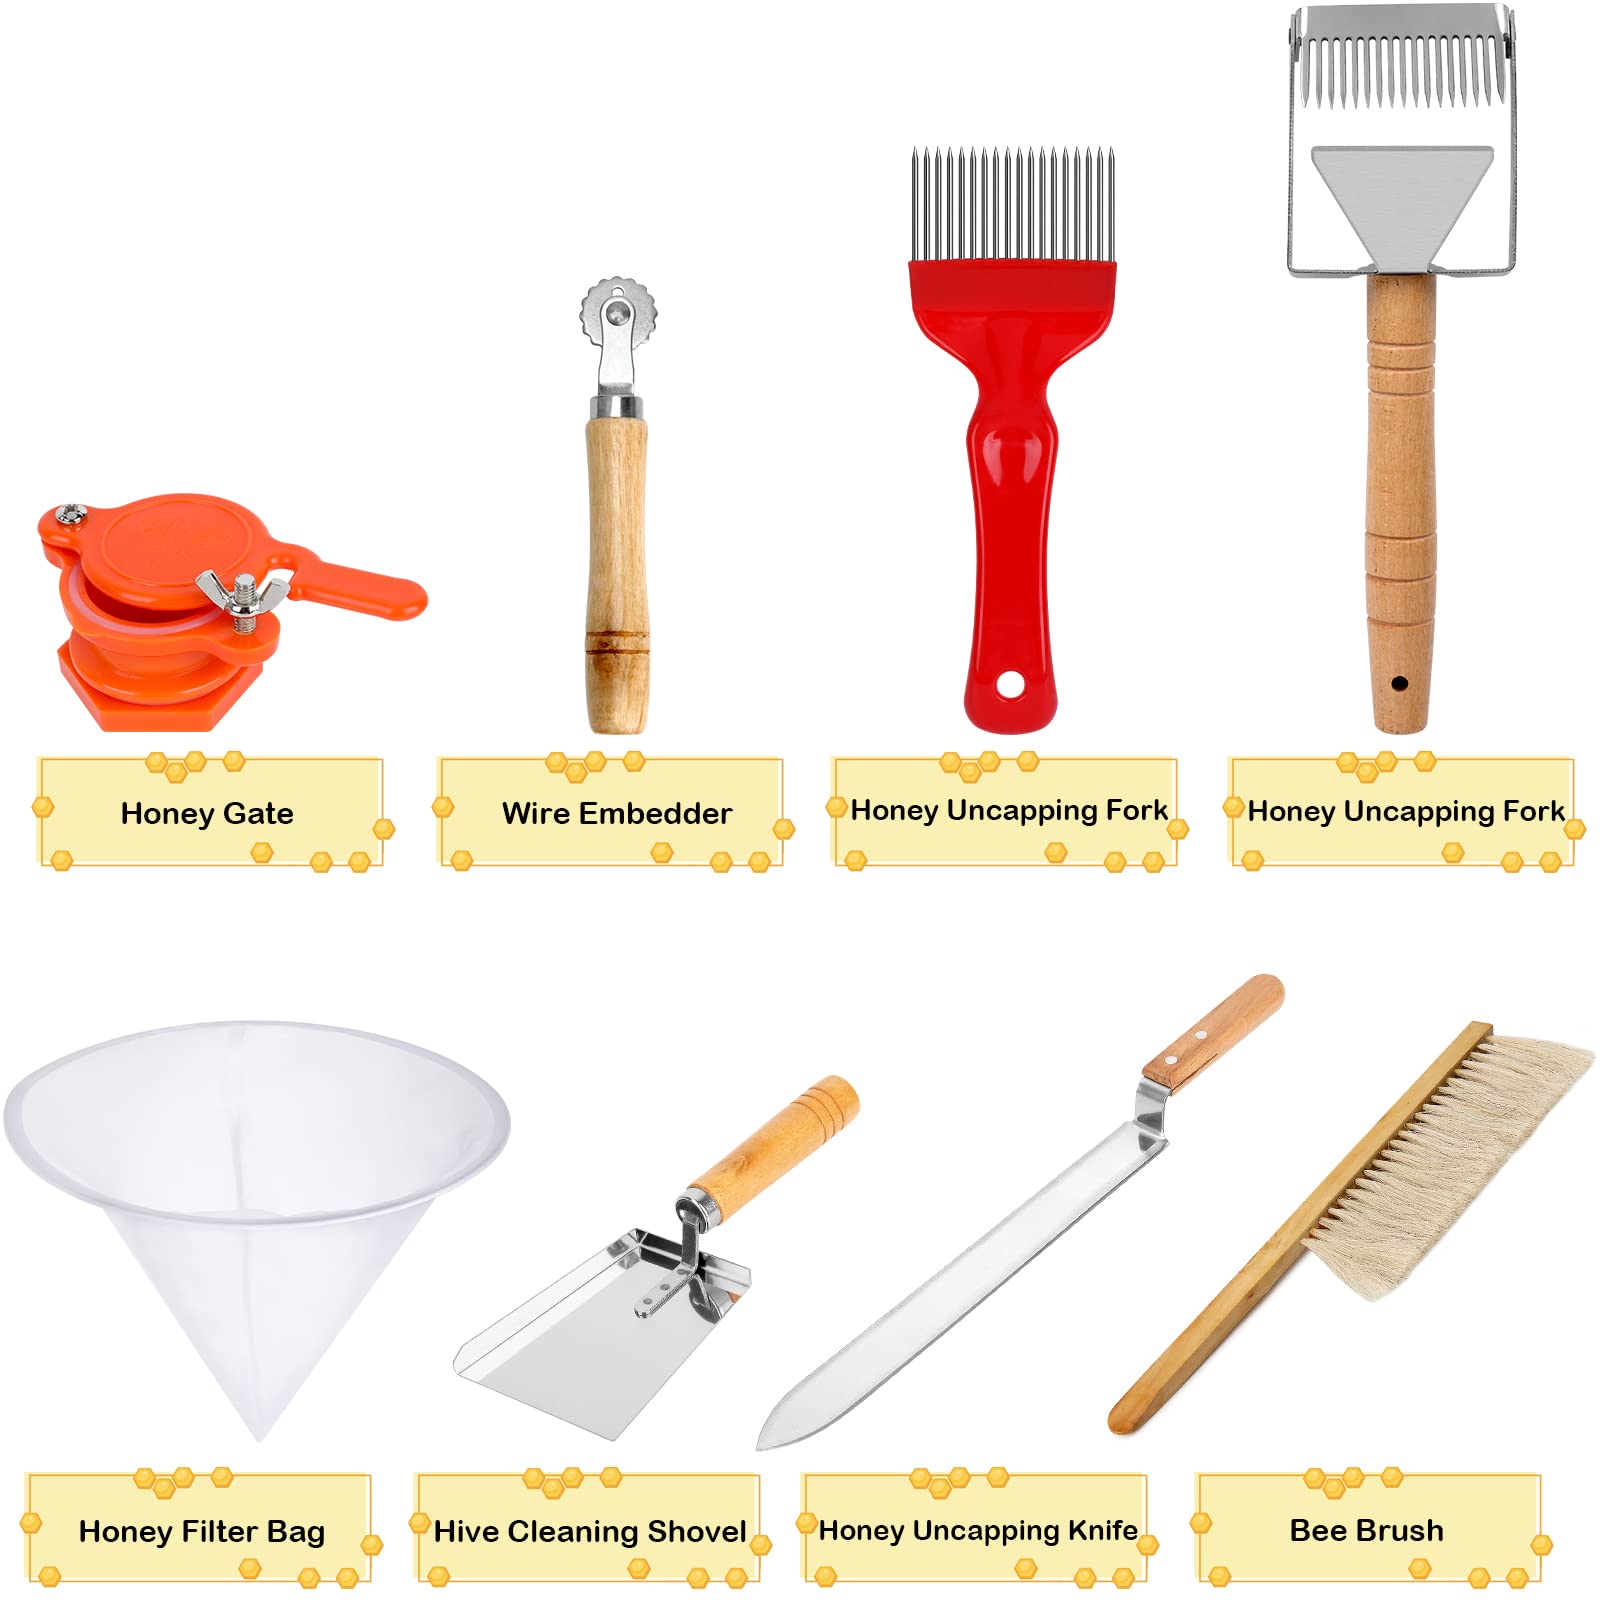 Honey Gate
Wire Embedder
Honey Uncapping Fork
Honey Uncapping Fork
Honey Filter Bag
Hive Cleaning Shovel
Honey Uncapping Knife
Bee Brush